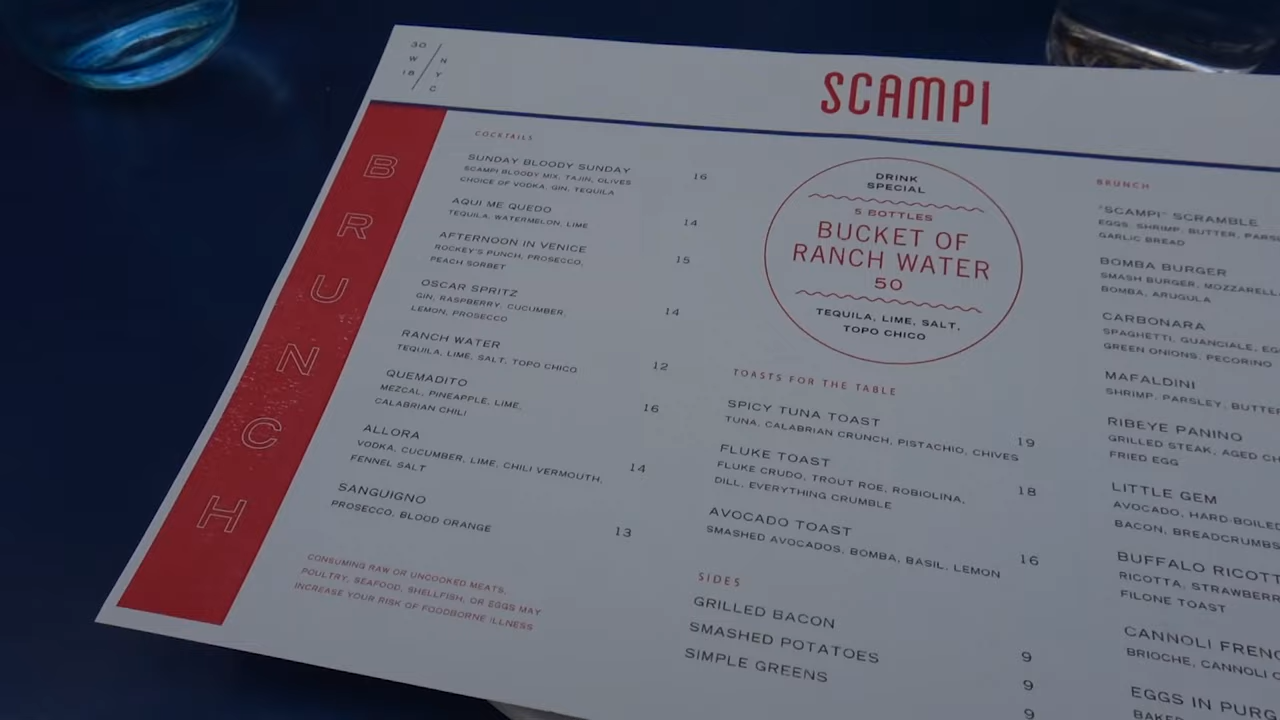 30
W N
18 Y
C
SCAMPI
BRUNCH
COCKTAILS
SUNDAY BLOODY SUNDAY 16
SCAMPI BLOODY MIX, TAJIN, OLIVES
CHOICE OF VODKA, GIN, TEQUILA
AQUI ME QUEDO 14
TEQUILA, WATERMELON, LIME
AFTERNOON IN VENICE 15
ROCKEY'S PUNCH, PROSECCO,
PEACH SORBET
OSCAR SPRITZ 14
GIN, RASPBERRY, CUCUMBER,
LEMON, PROSECCO
RANCH WATER 12
TEQUILA, LIME, SALT, TOPO CHICO
QUEMADITO 16
MEZCAL, PINEAPPLE, LIME,
CALABRIAN CHILI
ALLORA 14
VODKA, CUCUMBER, LIME, CHILI VERMOUTH,
FENNEL SALT
SANGUIGNO 13
PROSECCO, BLOOD ORANGE
CONSUMING RAW OR UNCOOKED MEATS,
POULTRY, SEAFOOD, SHELLFISH, OR EGGS MAY
INCREASE YOUR RISK OF FOODBORNE ILLNESS
DRINK
SPECIAL
5 BOTTLES
BUCKET OF
RANCH WATER
50
TEQUILA, LIME, SALT,
TOPO CHICO
TOASTS FOR THE TABLE
SPICY TUNA TOAST 19
TUNA, CALABRIAN CRUNCH, PISTACHIO, CHIVES
FLUKE TOAST 18
FLUKE CRUDO, TROUT ROE, ROBIOLINA,
DILL, EVERYTHING CRUMBLE
AVOCADO TOAST 16
SMASHED AVOCADOS, BOMBA, BASIL, LEMON
SIDES
GRILLED BACON 9
SMASHED POTATOES 9
SIMPLE GREENS 9
BRUNCH
"SCAMPI" SCRAMBLE
EGGS, SHRIMP, BUTTER,
GARLIC BREAD
BOMBA BURGER
SMASH BURGER,
BOMBA, ARUGULA
CARBONARA
SPAGHETTI, GUANCIALE,
GREEN ONIONS, PECORINO
MAFALDINI
SHRIMP, PARSLEY, BUTTER
RIBEYE PANINO
GRILLED STEAK, AGED
FRIED EGG
LITTLE GEM
AVOCADO, HARD-BOILED
BACON, BREADCRUMBS
BUFFALO
RICOTTA,
FILONE TOAST
CANNOLI
BRIOCHE, CANNOLI
EGGS IN